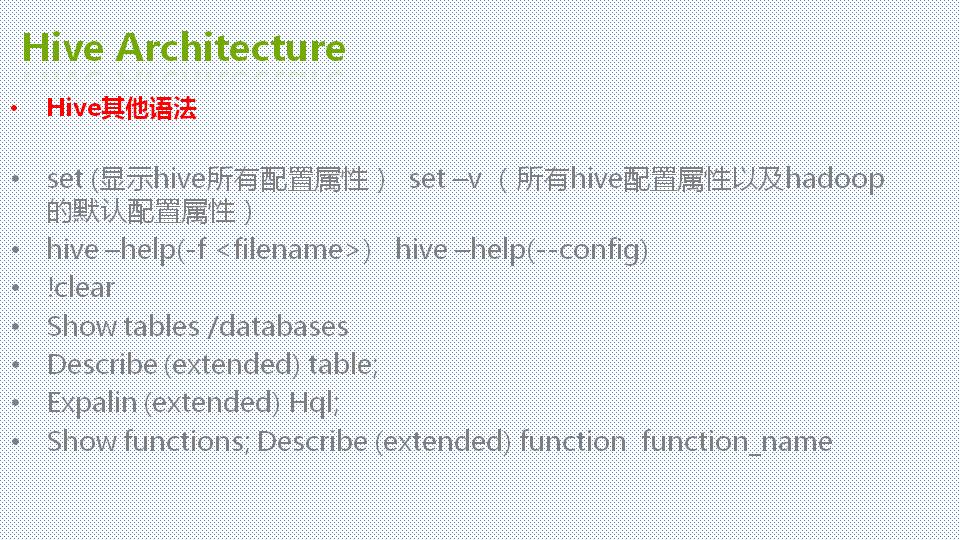 Hive Architecture
• Hive其他语法
• set (显示hive所有配置属性） set –v （所有hive配置属性以及hadoop
的默认配置属性）
• hive –help(-f <filename>) hive –help(--config)
• !clear
• Show tables /databases
• Describe (extended) table;
• Expalin (extended) Hql;
• Show functions; Describe (extended) function function_name